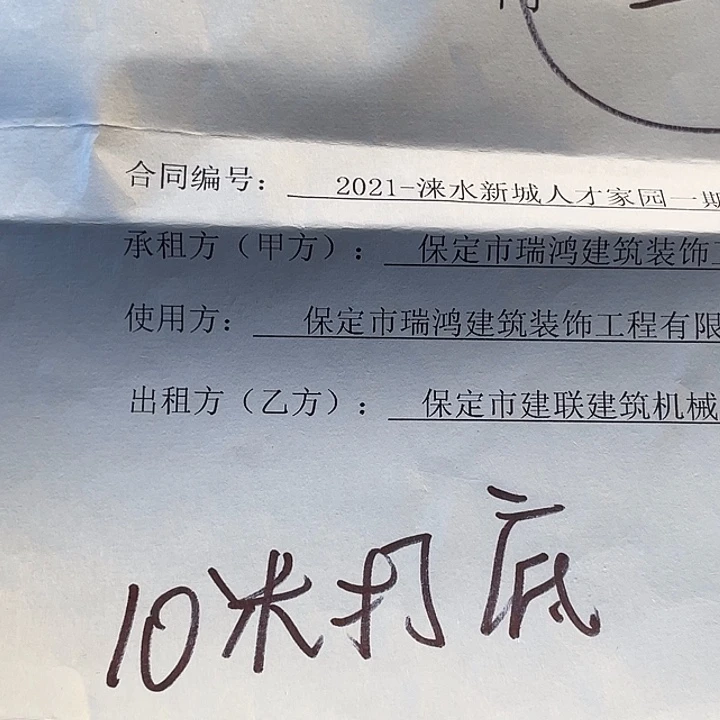 合同编号： 2021-涞水新城人才家园一期
承租方（甲方）： 保定市瑞鸿建筑装饰工
使用方： 保定市瑞鸿建筑装饰工程有限
出租方（乙方）： 保定市建联建筑机械
10米打底